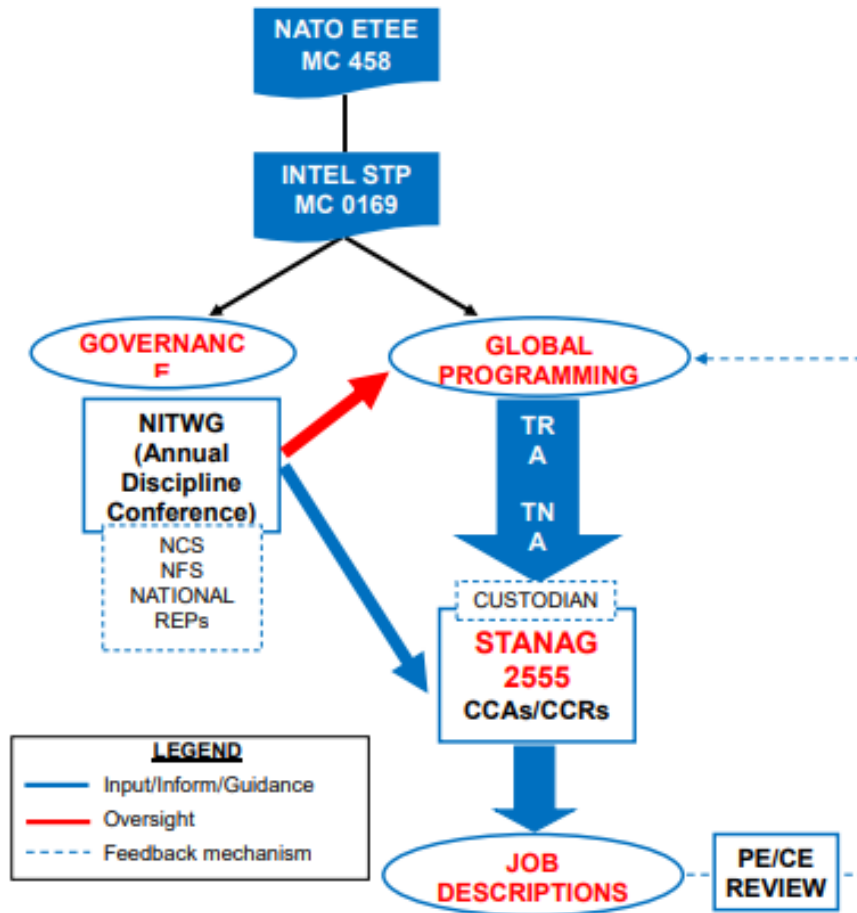 NATO ETEE
MC 458
INTEL STP
MC 0169
GOVERNANC
E
GLOBAL
PROGRAMMING
NITWG
(Annual
Discipline
Conference)
NCS
NFS
NATIONAL
REPs
TR
A
TN
A
CUSTODIAN
STANAG
2555
CCAs/CCRs
LEGEND
Input/Inform/Guidance
Oversight
Feedback mechanism
JOB
DESCRIPTIONS
PE/CE
REVIEW